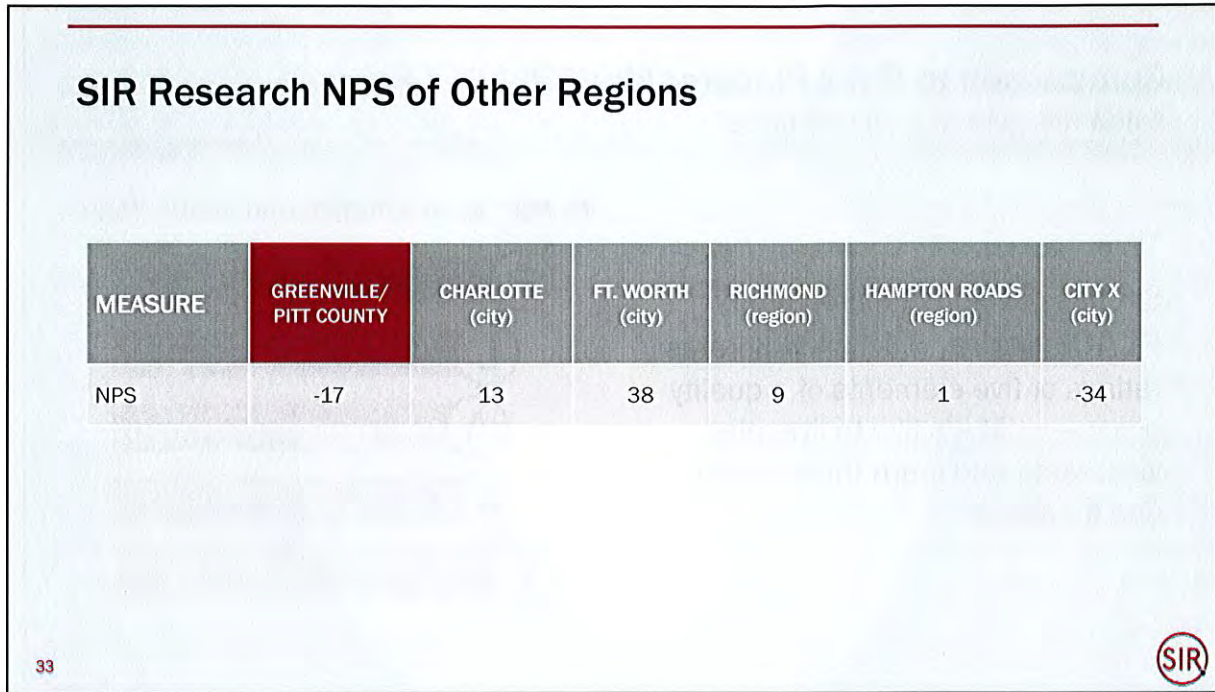 SIR Research NPS of Other Regions
MEASURE GREENVILLE/ PITT COUNTY CHARLOTTE (city) FT. WORTH (city) RICHMOND (region) HAMPTON ROADS (region) CITY X (city)
NPS -17 13 38 9 1 -34
33
SIR